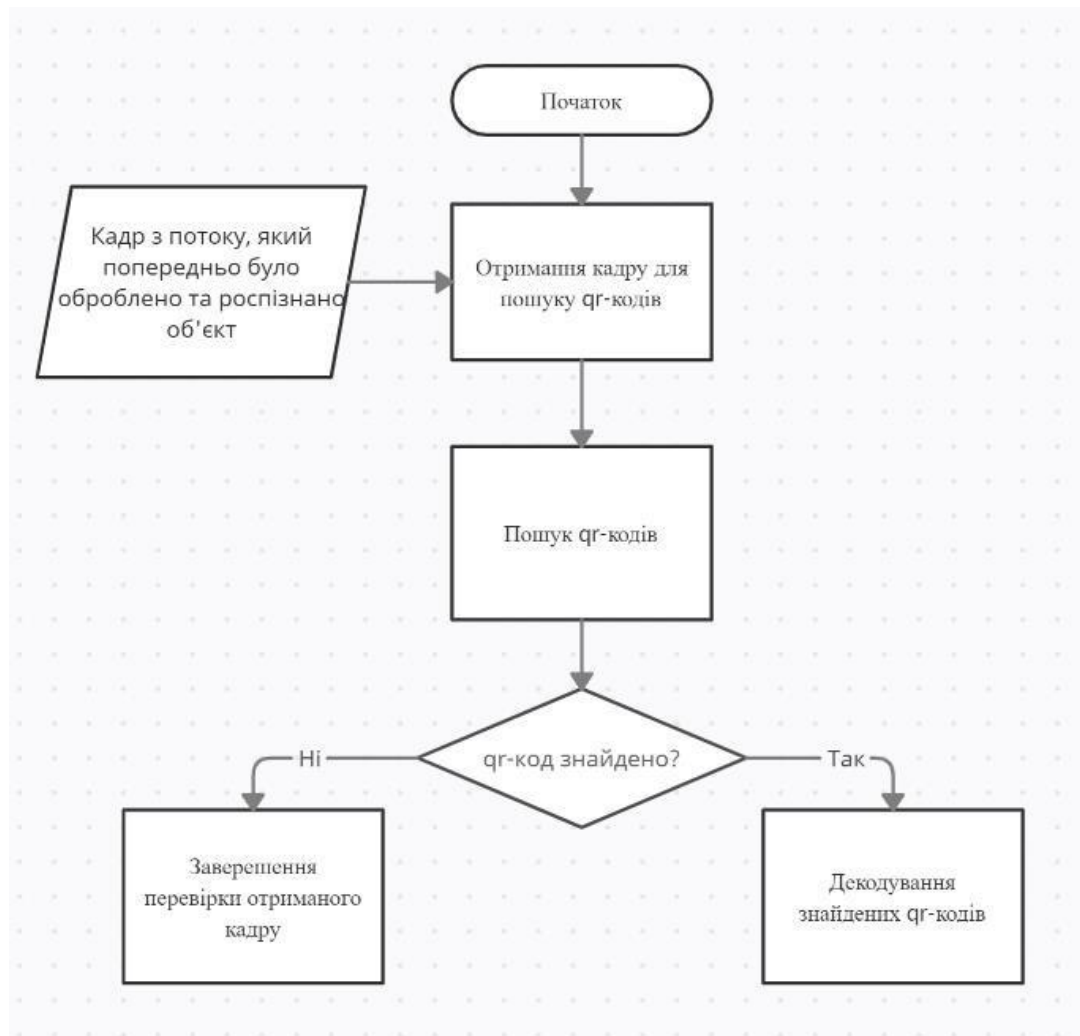 Початок
Кадр з потоку, який
попередньо було
оброблено та роспізнано
об'єкт
Отримання кадру для
пошуку qr-кодів
Пошук qr-кодів
qr-код знайдено?
Ні
Так
Заверешення
перевірки отриманого
кадру
Декодування
знайдених qr-кодів